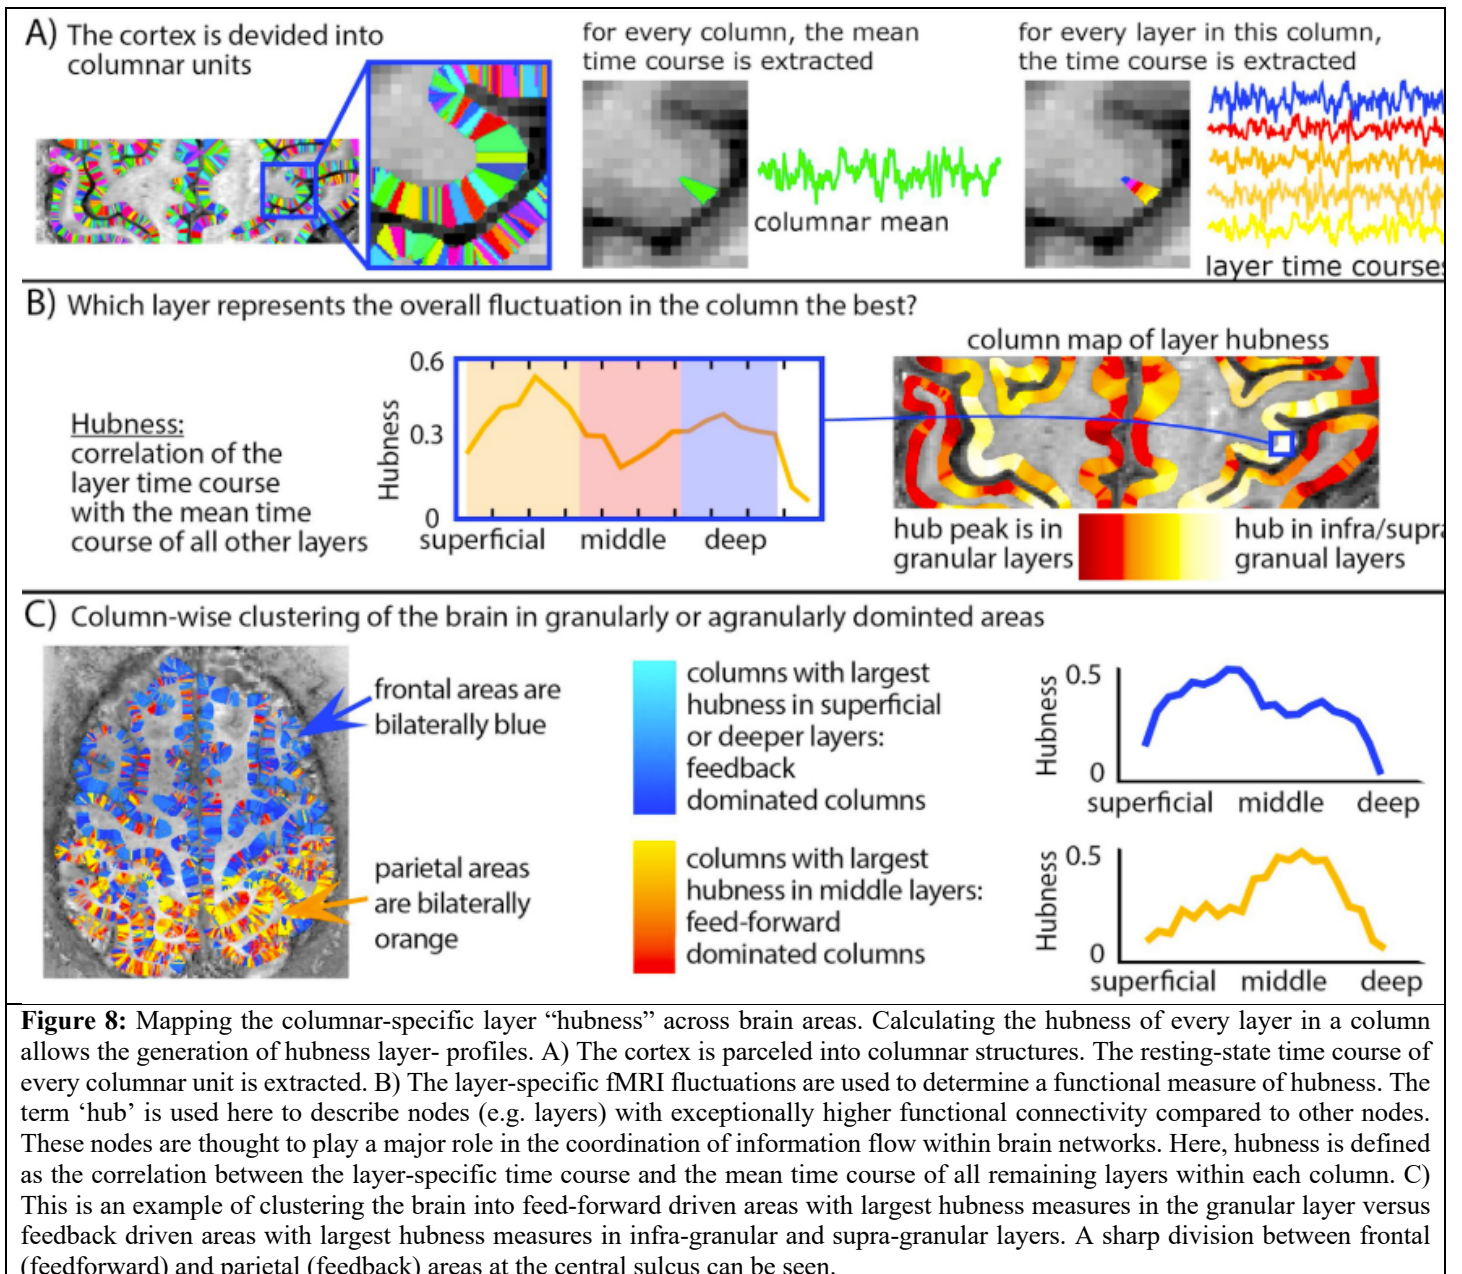 A) The cortex is devided into
columnar units
for every column, the mean
time course is extracted
columnar mean
for every layer in this column,
the time course is extracted
layer time courses
B) Which layer represents the overall fluctuation in the column the best?
Hubness:
correlation of the
layer time course
with the mean time
course of all other layers
Hubness
0.6
0.3
0
superficial middle deep
column map of layer hubness
hub peak is in
granular layers
hub in infra/supra
granual layers
C) Column-wise clustering of the brain in granularly or agranularly dominted areas
frontal areas are
bilaterally blue
parietal areas
are bilaterally
orange
columns with largest
hubness in superficial
or deeper layers:
feedback
dominated columns
columns with largest
hubness in middle layers:
feed-forward
dominated columns
Hubness
0.5
0
superficial middle deep
Hubness
0.5
0
superficial middle deep
Figure 8: Mapping the columnar-specific layer “hubness” across brain areas. Calculating the hubness of every layer in a column
allows the generation of hubness layer- profiles. A) The cortex is parceled into columnar structures. The resting-state time course of
every columnar unit is extracted. B) The layer-specific fMRI fluctuations are used to determine a functional measure of hubness. The
term ‘hub’ is used here to describe nodes (e.g. layers) with exceptionally higher functional connectivity compared to other nodes.
These nodes are thought to play a major role in the coordination of information flow within brain networks. Here, hubness is defined
as the correlation between the layer-specific time course and the mean time course of all remaining layers within each column. C)
This is an example of clustering the brain into feed-forward driven areas with largest hubness measures in the granular layer versus
feedback driven areas with largest hubness measures in infra-granular and supra-granular layers. A sharp division between frontal
(feedforward) and parietal (feedback) areas at the central sulcus can be seen.